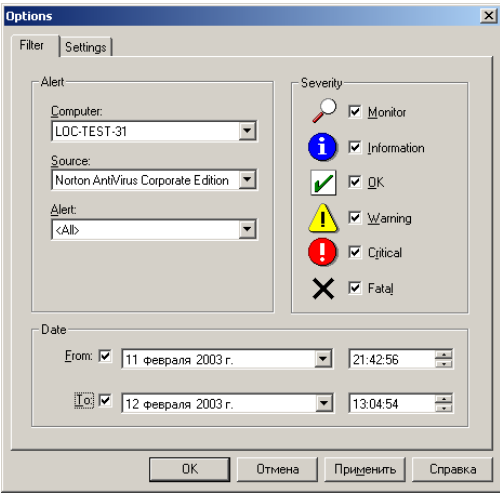 Options
Filter
Settings
Alert
Computer:
LOC-TEST-31
Source:
Norton AntiVirus Corporate Edition
Alert:
<All>
Severity
Monitor
Information
OK
Warning
Critical
Fatal
Date
From:
11 февраля 2003 г.
21:42:56
To:
12 февраля 2003 г.
13:04:54
OK
Отмена
Применить
Справка